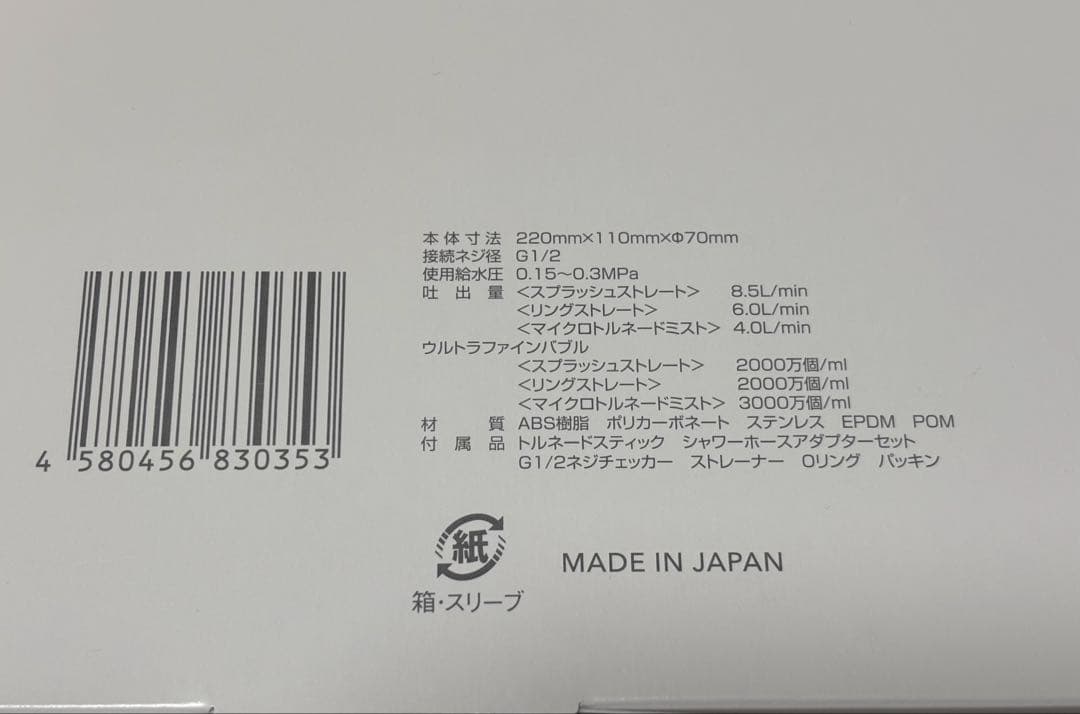 本体寸法 220mm×110mm×Φ70mm
接続ネジ径 G1/2
使用給水圧 0.15～0.3MPa
吐出量 <スプラッシュストレート> 8.5L/min
<リングストレート> 6.0L/min
<マイクロトルネードミスト> 4.0L/min
ウルトラファインバブル
<スプラッシュストレート> 2000万個/ml
<リングストレート> 2000万個/ml
<マイクロトルネードミスト> 3000万個/ml
材質 ABS樹脂 ポリカーボネート ステンレス EPDM POM
付属品 トルネードスティック シャワーホースアダプターセット
G1/2ネジチェッカー ストレーナー Oリング パッキン
4 580456 830353
紙
箱・スリーブ
MADE IN JAPAN